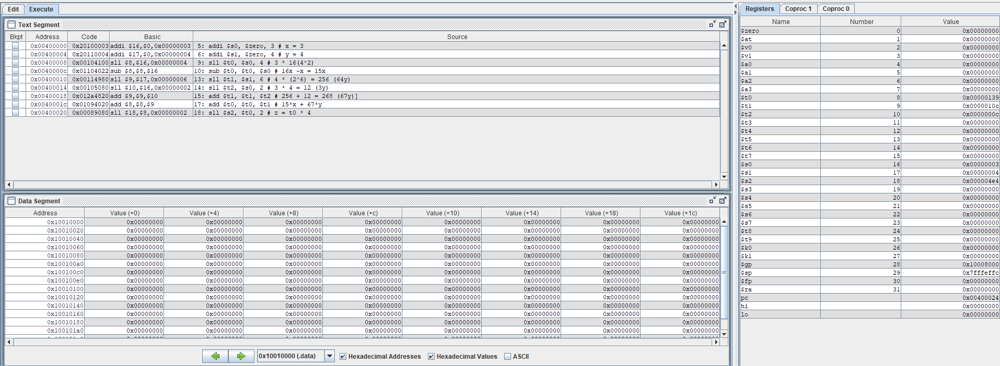 Edit Execute
Text Segment
Bkpt Address Code Basic Source
0x00400000 0x20100003 addi $16,$0,0x00000003 5: addi $s0, $zero, 3 # x = 3
0x00400004 0x20110004 addi $17,$0,0x00000004 6: addi $s1, $zero, 4 # y = 4
0x00400008 0x00104100 sll $8,$16,0x00000004 9: sll $t0, $s0, 4 # 3 * 16(4^2)
0x0040000c 0x01104022 sub $8,$8,$16 10: sub $t0, $t0, $s0 # 16x -x = 15x
0x00400010 0x00114980 sll $9,$17,0x00000006 13: sll $t1, $s1, 6 # 4 * (2^6) = 256 (64y)
0x00400014 0x00105080 sll $10,$16,0x00000002 14: sll $t2, $s0, 2 # 3 * 4 = 12 (3y)
0x00400018 0x012a4820 add $9,$9,$10 15: add $t1, $t1, $t2 # 256 + 12 = 268 (67y)]
0x0040001c 0x01094020 add $8,$8,$9 17: add $t0, $t0, $t1 # 15*x + 67*y
0x00400020 0x00089080 sll $18,$8,0x00000002 18: sll $s2, $t0, 2 # z = t0 * 4
Data Segment
Address Value (+0) Value (+4) Value (+8) Value (+c) Value (+10) Value (+14) Value (+18) Value (+1c)
0x10010000 0x00000000 0x00000000 0x00000000 0x00000000 0x00000000 0x00000000 0x00000000 0x00000000
0x10010020 0x00000000 0x00000000 0x00000000 0x00000000 0x00000000 0x00000000 0x00000000 0x00000000
0x10010040 0x00000000 0x00000000 0x00000000 0x00000000 0x00000000 0x00000000 0x00000000 0x00000000
0x10010060 0x00000000 0x00000000 0x00000000 0x00000000 0x00000000 0x00000000 0x00000000 0x00000000
0x10010080 0x00000000 0x00000000 0x00000000 0x00000000 0x00000000 0x00000000 0x00000000 0x00000000
0x100100a0 0x00000000 0x00000000 0x00000000 0x00000000 0x00000000 0x00000000 0x00000000 0x00000000
0x100100c0 0x00000000 0x00000000 0x00000000 0x00000000 0x00000000 0x00000000 0x00000000 0x00000000
0x100100e0 0x00000000 0x00000000 0x00000000 0x00000000 0x00000000 0x00000000 0x00000000 0x00000000
0x10010100 0x00000000 0x00000000 0x00000000 0x00000000 0x00000000 0x00000000 0x00000000 0x00000000
0x10010120 0x00000000 0x00000000 0x00000000 0x00000000 0x00000000 0x00000000 0x00000000 0x00000000
0x10010140 0x00000000 0x00000000 0x00000000 0x00000000 0x00000000 0x00000000 0x00000000 0x00000000
0x10010160 0x00000000 0x00000000 0x00000000 0x00000000 0x00000000 0x00000000 0x00000000 0x00000000
0x10010180 0x00000000 0x00000000 0x00000000 0x00000000 0x00000000 0x00000000 0x00000000 0x00000000
0x100101a0 0x00000000 0x00000000 0x00000000 0x00000000 0x00000000 0x00000000 0x00000000 0x00000000
0x10010000 (.data) Hexadecimal Addresses Hexadecimal Values ASCII
Registers Coproc 1 Coproc 0
Name Number Value
$zero 0 0x00000000
$at 1 0x00000000
$v0 2 0x00000000
$v1 3 0x00000000
$a0 4 0x00000000
$a1 5 0x00000000
$a2 6 0x00000000
$a3 7 0x00000000
$t0 8 0x00000139
$t1 9 0x0000010c
$t2 10 0x0000000c
$t3 11 0x00000000
$t4 12 0x00000000
$t5 13 0x00000000
$t6 14 0x00000000
$t7 15 0x00000000
$s0 16 0x00000003
$s1 17 0x00000004
$s2 18 0x000004e4
$s3 19 0x00000000
$s4 20 0x00000000
$s5 21 0x00000000
$s6 22 0x00000000
$s7 23 0x00000000
$t8 24 0x00000000
$t9 25 0x00000000
$k0 26 0x00000000
$k1 27 0x00000000
$gp 28 0x10008000
$sp 29 0x7fffeffc
$fp 30 0x00000000
$ra 31 0x00000000
pc 0x00400024
hi 0x00000000
lo 0x00000000